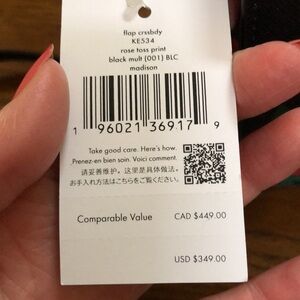 flap crssbdy
KE534
rose toss print
black mult (001) BLC
madison
1 96021 36917 9
Take good care. Here's how.
Prenez-en bien soin. Voici comment.
请妥善维护。这里是具体做法。
お手入れ方法はこちらをご覧ください。
Comparable Value CAD $449.00
USD $349.00